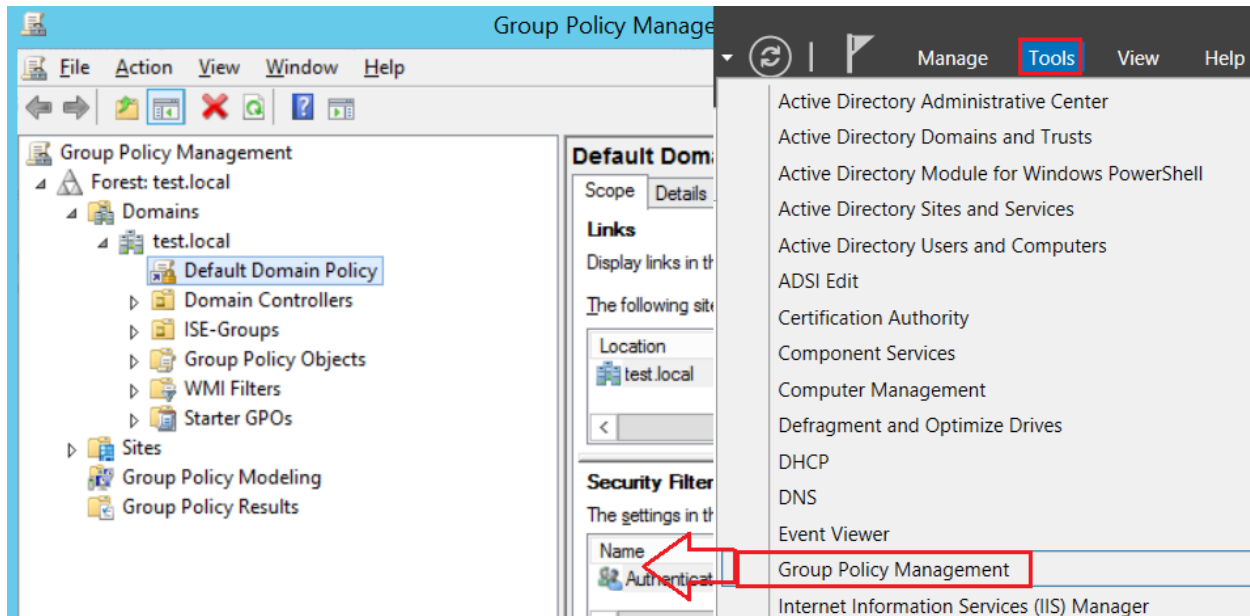 Group Policy Manage
File Action View Window Help
Group Policy Management
Forest: test.local
Domains
test.local
Default Domain Policy
Domain Controllers
ISE-Groups
Group Policy Objects
WMI Filters
Starter GPOs
Sites
Group Policy Modeling
Group Policy Results
Default Dom
Scope Details
Links
Display links in th
The following site
Location
test.local
Security Filter
The settings in th
Name
Authenticat
Manage Tools View Help
Active Directory Administrative Center
Active Directory Domains and Trusts
Active Directory Module for Windows PowerShell
Active Directory Sites and Services
Active Directory Users and Computers
ADSI Edit
Certification Authority
Component Services
Computer Management
Defragment and Optimize Drives
DHCP
DNS
Event Viewer
Group Policy Management
Internet Information Services (IIS) Manager